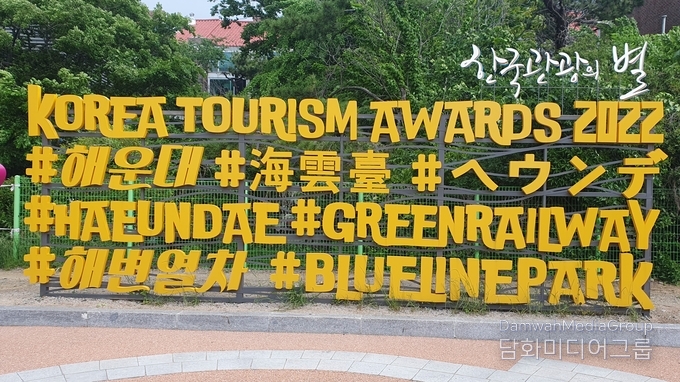 한국관광의 별
KOREA TOURISM AWARDS 2022
#해운대 #海雲臺 #ヘウンデ
#HAEUNDAE #GREENRAILWAY
#해변열차 #BLUELINEPARK
DamwanMediaGroup
담화미디어그룹